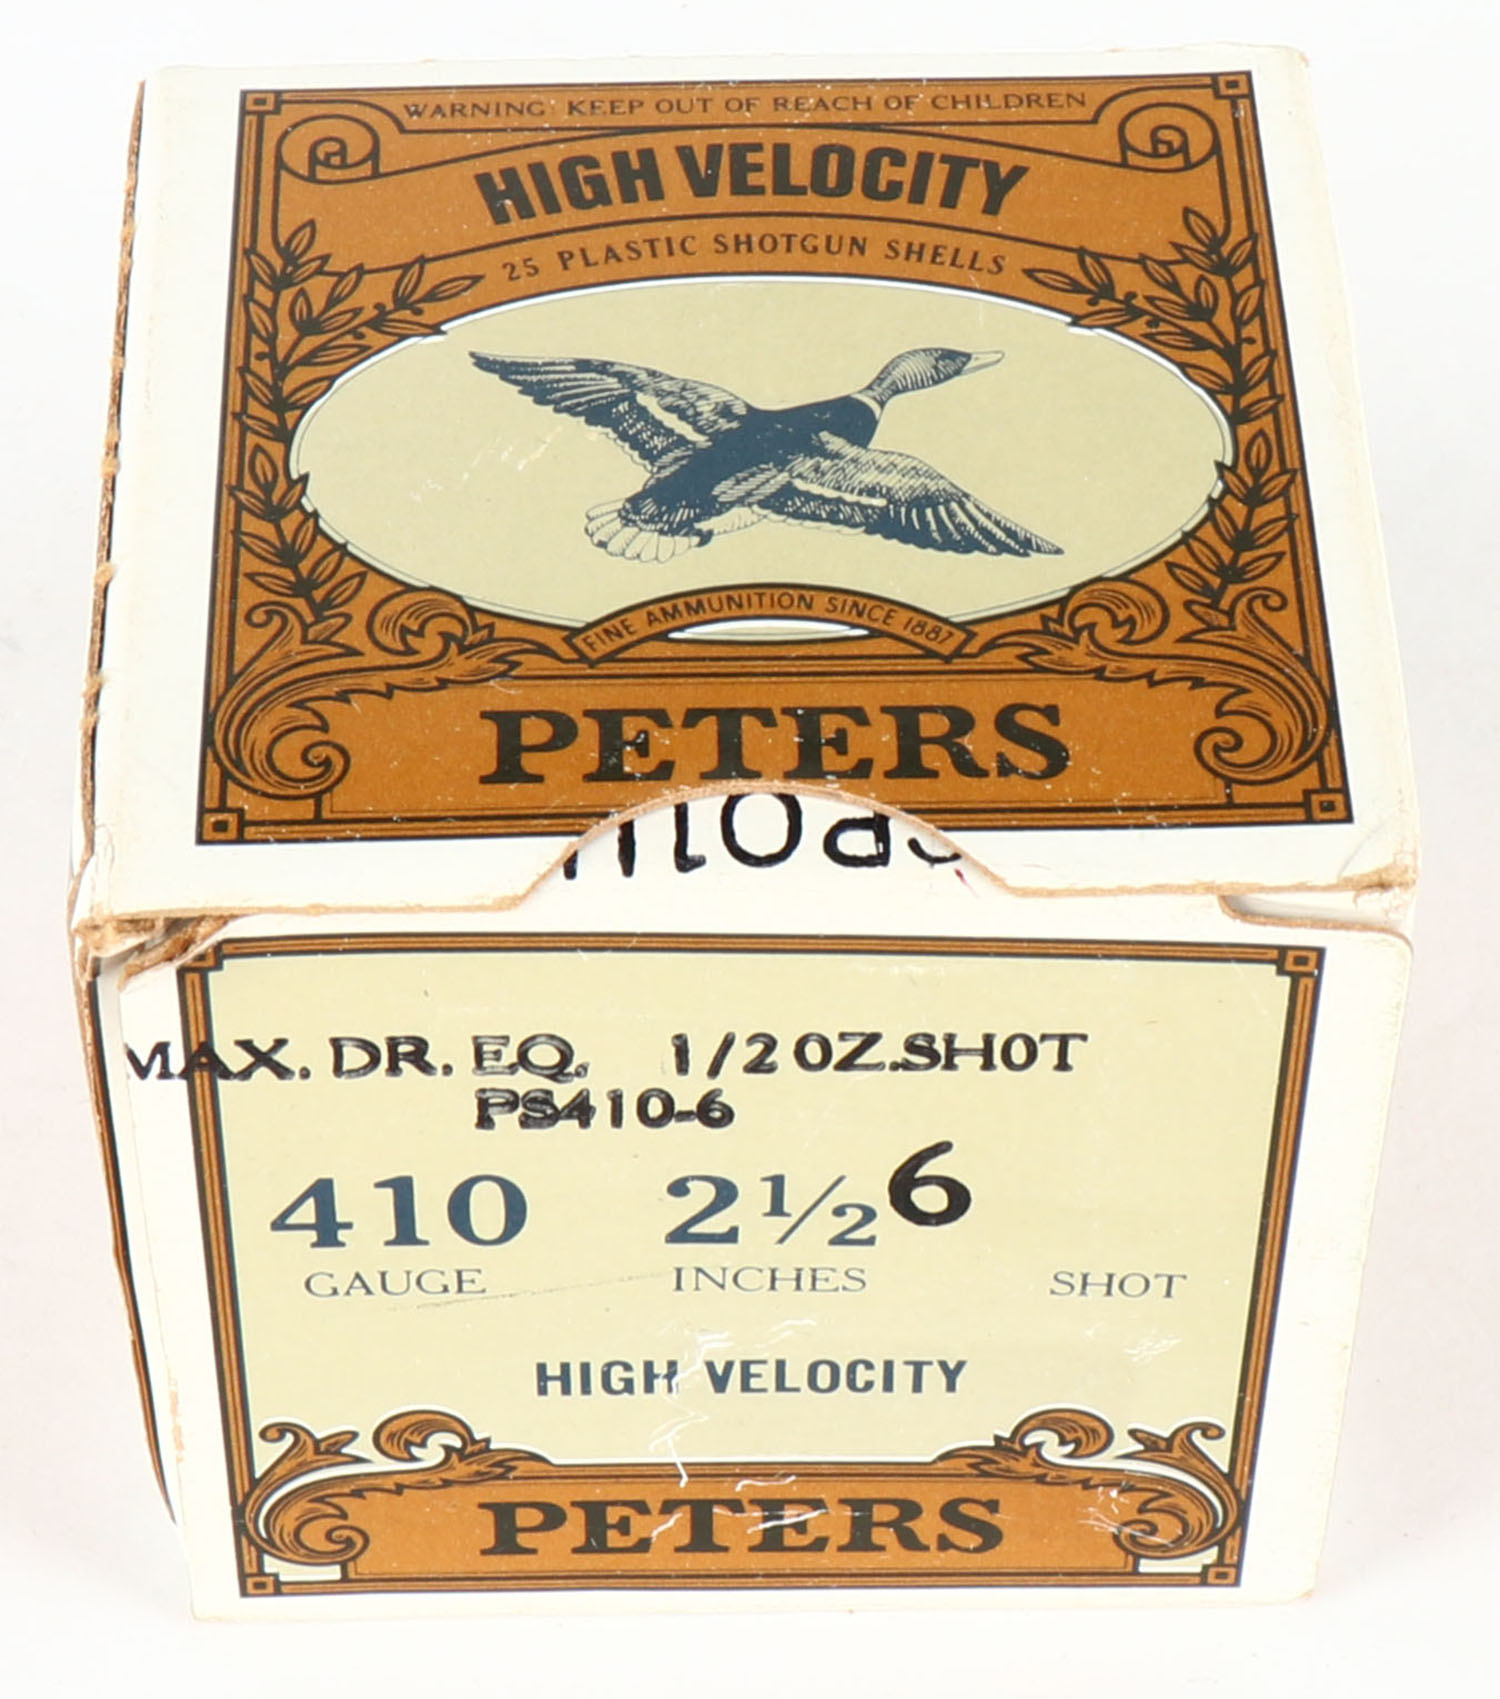 WARNING: KEEP OUT OF REACH OF CHILDREN
HIGH VELOCITY
25 PLASTIC SHOTGUN SHELLS
FINE AMMUNITION SINCE 1887
PETERS
MAX. DR. EQ. 1/2 OZ. SHOT
PS410-6
410 2½ 6
GAUGE INCHES SHOT
HIGH VELOCITY
PETERS